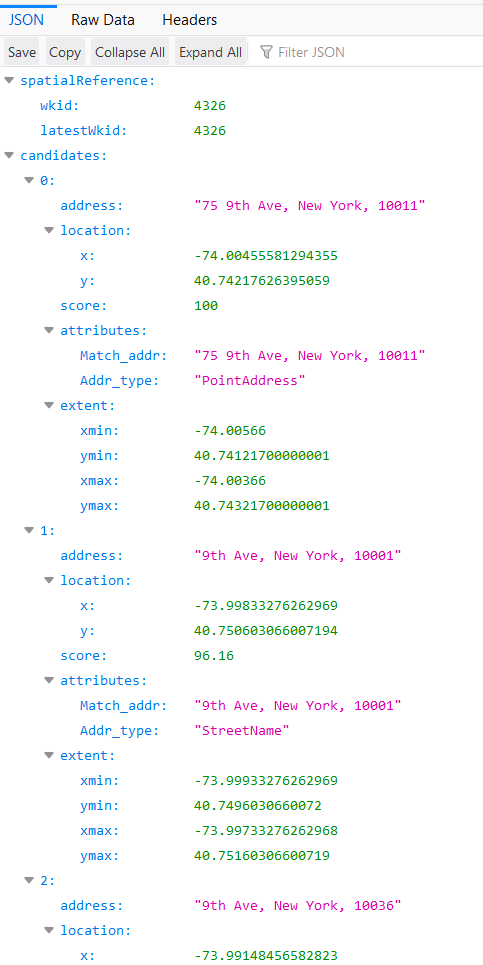 JSON Raw Data Headers
Save Copy Collapse All Expand All Filter JSON
spatialReference:
wkid: 4326
latestWkid: 4326
candidates:
0:
address: "75 9th Ave, New York, 10011"
location:
x: -74.00455581294355
y: 40.74217626395059
score: 100
attributes:
Match_addr: "75 9th Ave, New York, 10011"
Addr_type: "PointAddress"
extent:
xmin: -74.00566
ymin: 40.74121700000001
xmax: -74.00366
ymax: 40.74321700000001
1:
address: "9th Ave, New York, 10001"
location:
x: -73.99833276262969
y: 40.750603066007194
score: 96.16
attributes:
Match_addr: "9th Ave, New York, 10001"
Addr_type: "StreetName"
extent:
xmin: -73.99933276262969
ymin: 40.7496030660072
xmax: -73.99733276262968
ymax: 40.75160306600719
2:
address: "9th Ave, New York, 10036"
location:
x: -73.99148456582823